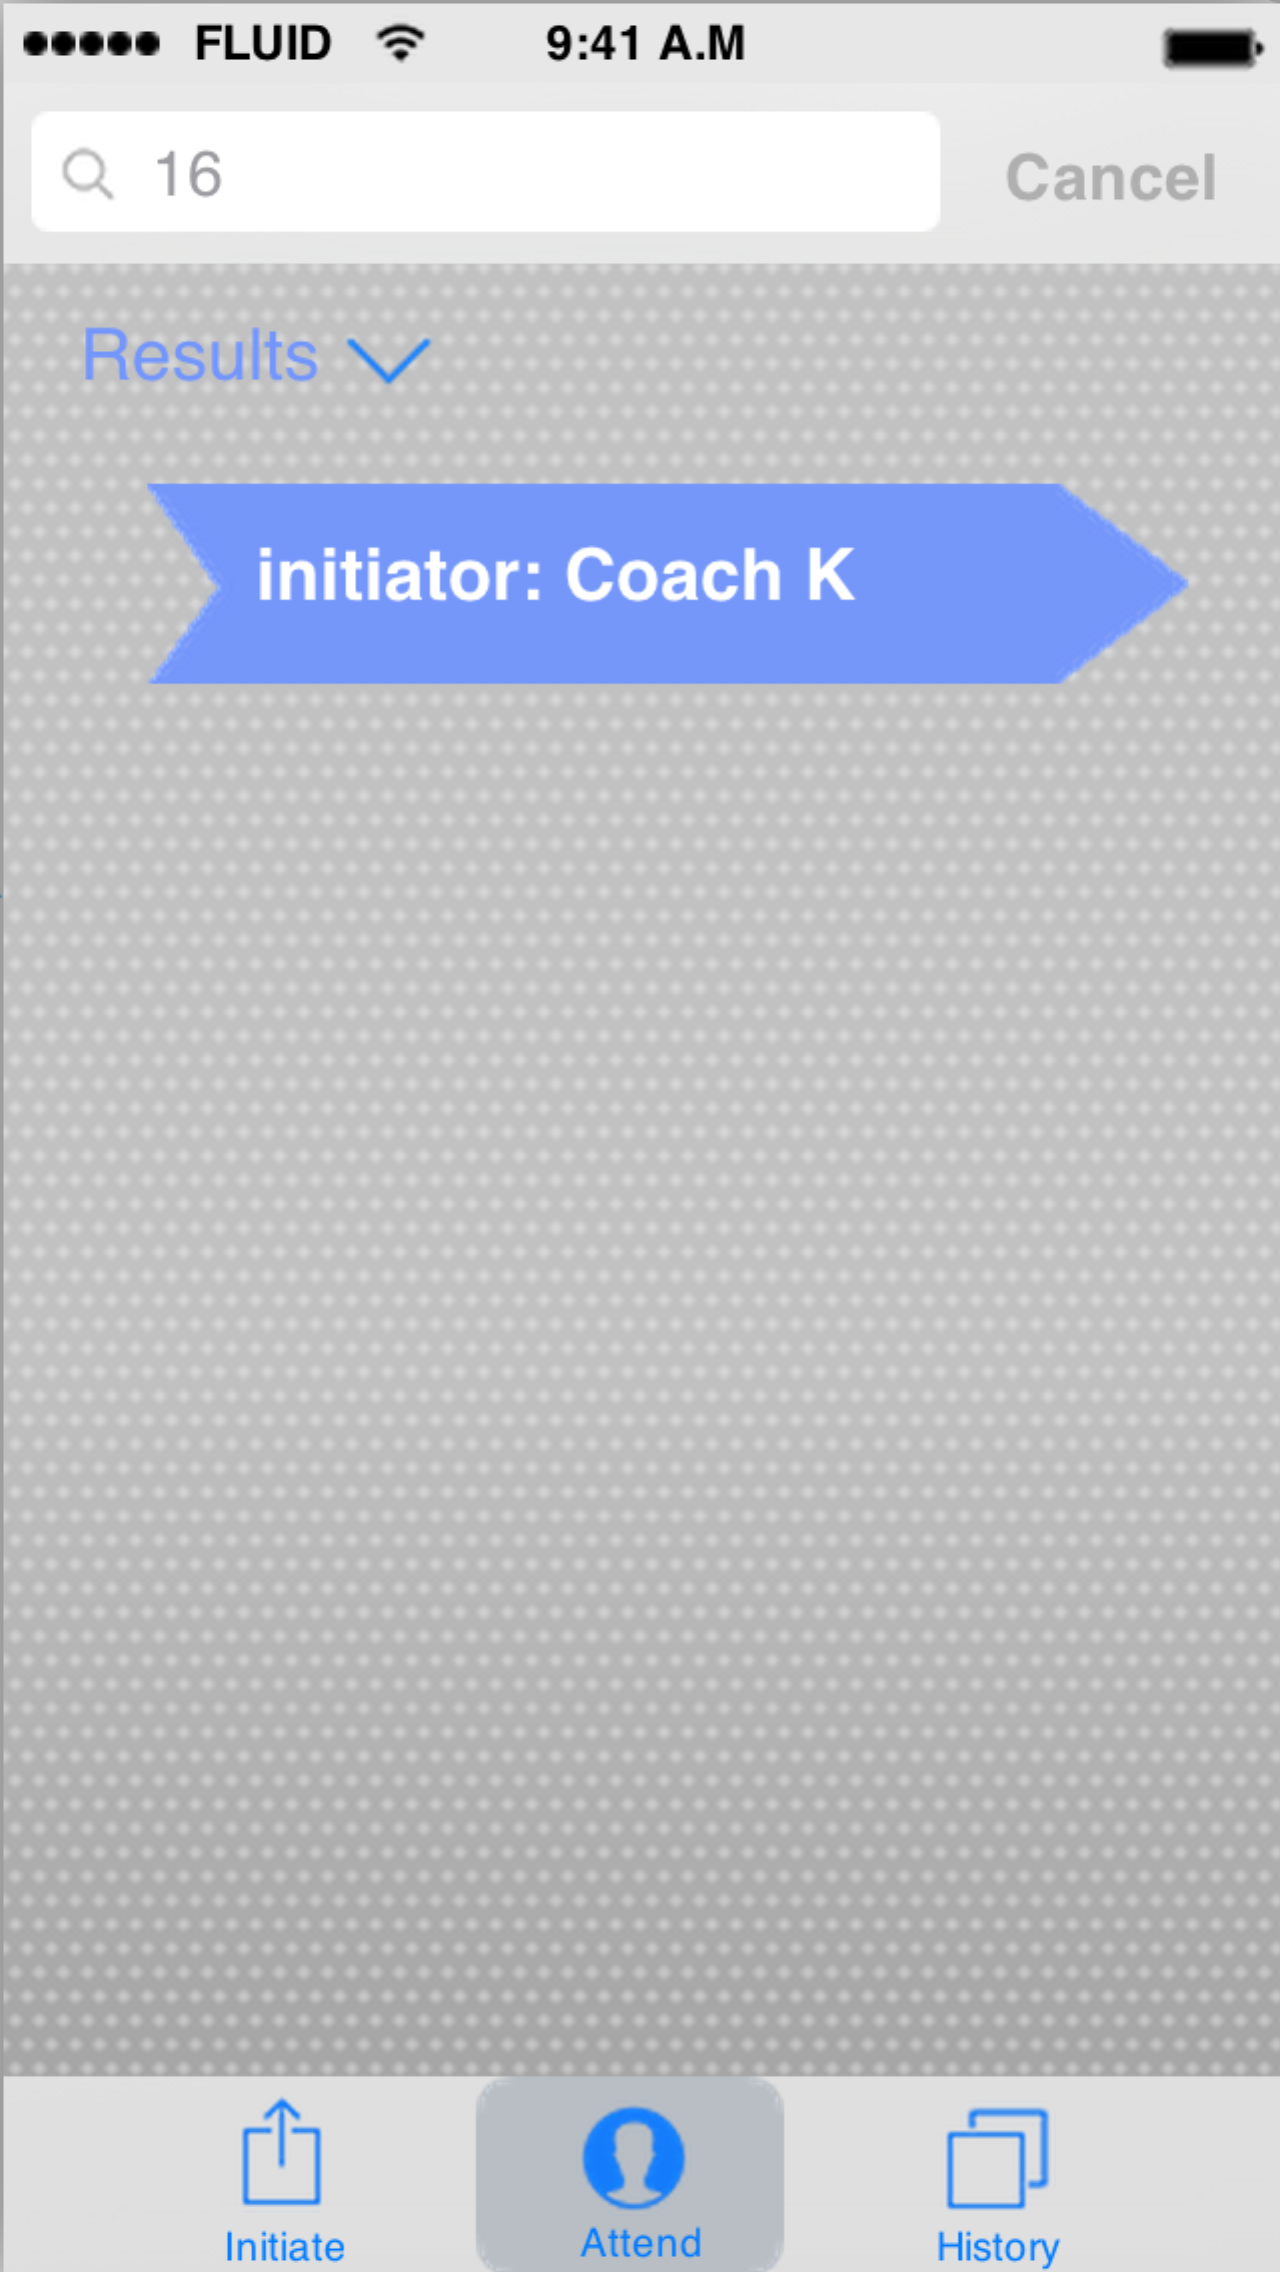 FLUID 9:41 A.M
16 Cancel
Results
initiator: Coach K
Initiate Attend History